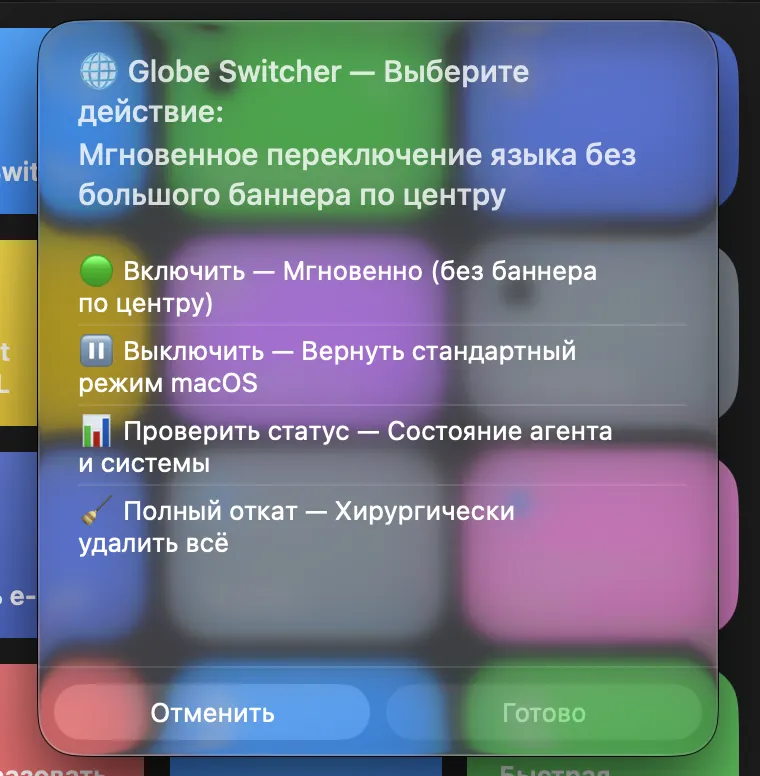 🌐 Globe Switcher — Выберите
действие:
Мгновенное переключение языка без
большого баннера по центру
wit
🟢 Включить — Мгновенно (без баннера
по центру)
t
L
⏸️ Выключить — Вернуть стандартный
режим macOS
📊 Проверить статус — Состояние агента
и системы
🧹 Полный откат — Хирургически
удалить всё
е-
Отменить
Готово